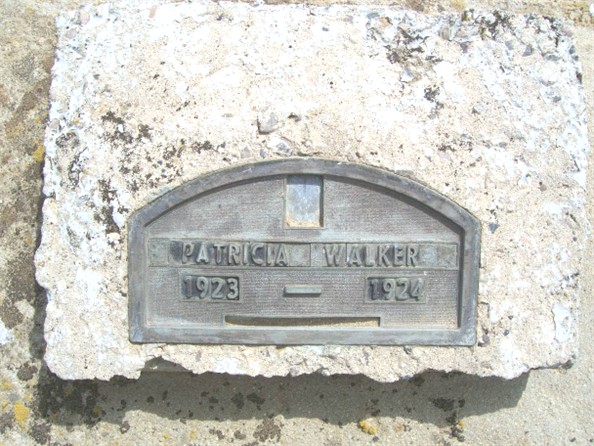 PATRICIA WALKER
1923 — 1924